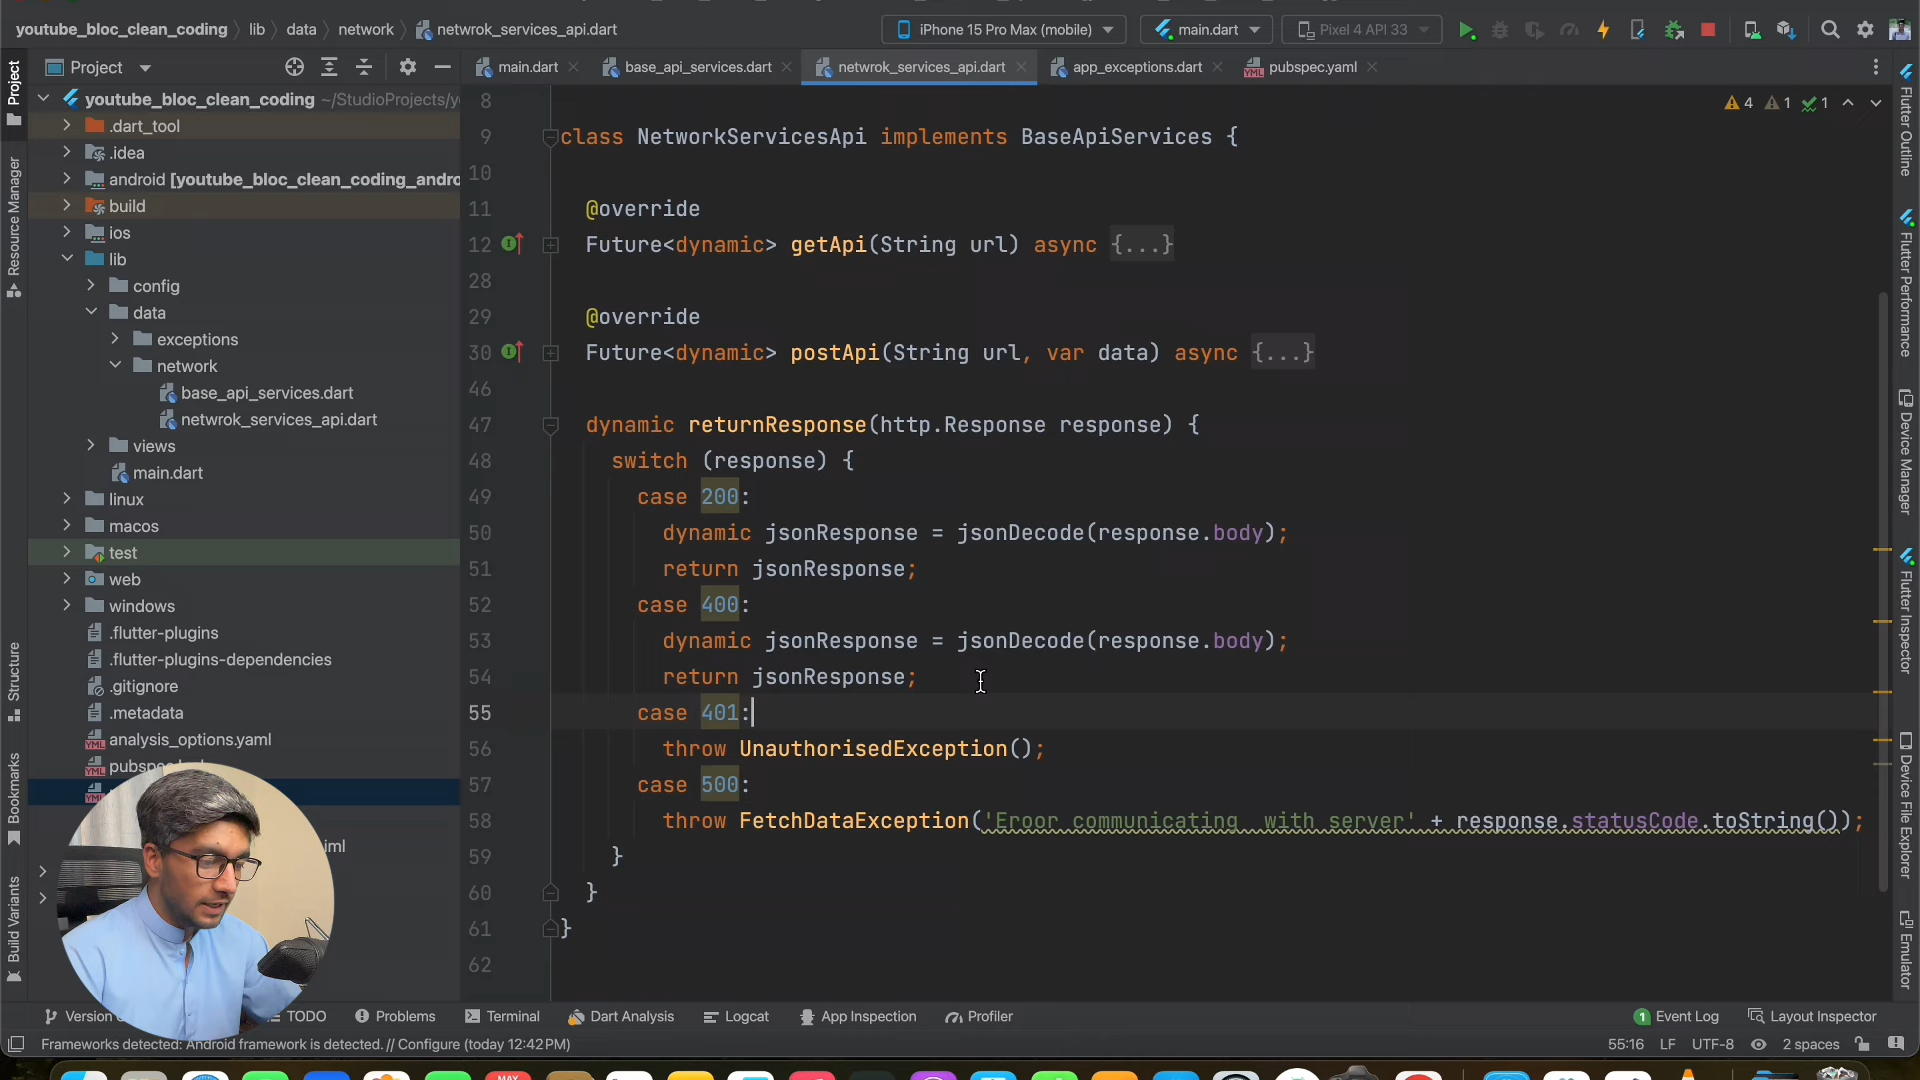 youtube_bloc_clean_coding
lib
data
network
netwrok_services_api.dart
iPhone 15 Pro Max (mobile)
main.dart
Pixel 4 API 33
Project
main.dart
base_api_services.dart
netwrok_services_api.dart
app_exceptions.dart
pubspec.yaml
Project
Resource Manager
Structure
Bookmarks
Build Variants
youtube_bloc_clean_coding ~/StudioProjects/y
.dart_tool
.idea
android [youtube_bloc_clean_coding_andro
build
ios
lib
config
data
exceptions
network
base_api_services.dart
netwrok_services_api.dart
views
main.dart
linux
macos
test
web
windows
.flutter-plugins
.flutter-plugins-dependencies
.gitignore
.metadata
analysis_options.yaml
iml
4 1 1
8
9 class NetworkServicesApi implements BaseApiServices {
10
11 @override
12 Future<dynamic> getApi(String url) async {...}
28
29 @override
30 Future<dynamic> postApi(String url, var data) async {...}
46
47 dynamic returnResponse(http.Response response) {
48 switch (response) {
49 case 200:
50 dynamic jsonResponse = jsonDecode(response.body);
51 return jsonResponse;
52 case 400:
53 dynamic jsonResponse = jsonDecode(response.body);
54 return jsonResponse;
55 case 401:
56 throw UnauthorisedException();
57 case 500:
58 throw FetchDataException('Eroor communicating  with server' + response.statusCode.toString());
59 }
60 }
61 }
62
Flutter Outline
Flutter Performance
Device Manager
Flutter Inspector
Device File Explorer
Emulator
Version
TODO
Problems
Terminal
Dart Analysis
Logcat
App Inspection
Profiler
1 Event Log
Layout Inspector
Frameworks detected: Android framework is detected. // Configure (today 12:42 PM)
55:16 LF UTF-8 2 spaces
MAY